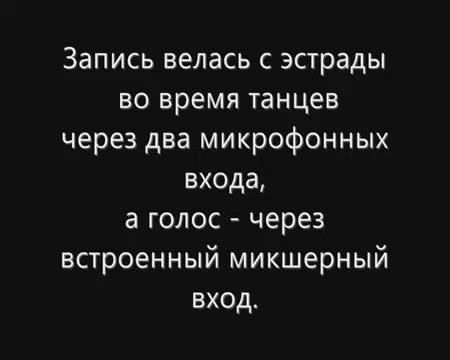 Запись велась с эстрады
во время танцев
через два микрофонных
входа,
а голос - через
встроенный микшерный
вход.